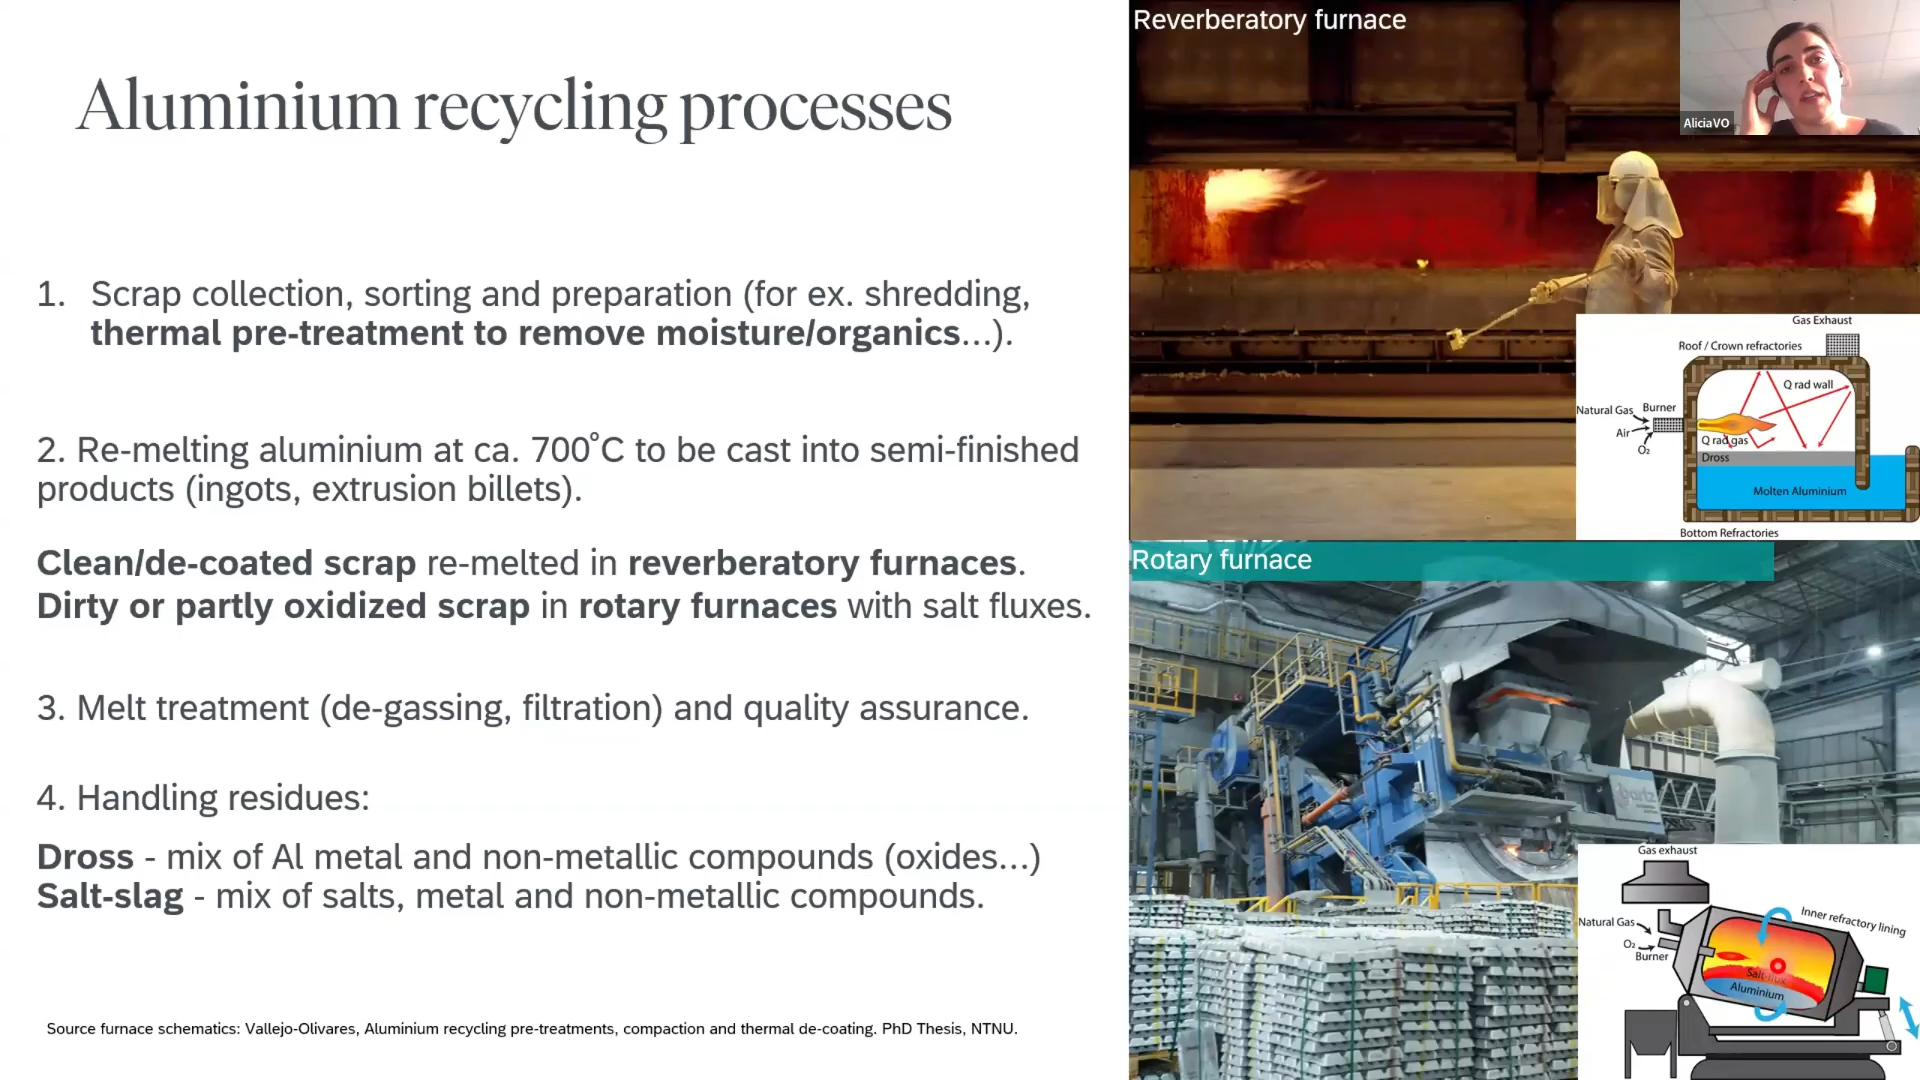 Aluminium recycling processes
1. Scrap collection, sorting and preparation (for ex. shredding,
thermal pre-treatment to remove moisture/organics...).
2. Re-melting aluminium at ca. 700°C to be cast into semi-finished
products (ingots, extrusion billets).
Clean/de-coated scrap re-melted in reverberatory furnaces.
Dirty or partly oxidized scrap in rotary furnaces with salt fluxes.
3. Melt treatment (de-gassing, filtration) and quality assurance.
4. Handling residues:
Dross - mix of Al metal and non-metallic compounds (oxides...)
Salt-slag - mix of salts, metal and non-metallic compounds.
Source furnace schematics: Vallejo-Olivares, Aluminium recycling pre-treatments, compaction and thermal de-coating. PhD Thesis, NTNU.
Reverberatory furnace
AliciaVO
Gas Exhaust
Roof / Crown refractories
Q rad wall
Natural Gas
Burner
Air
O₂
Q rad gas
Dross
Molten Aluminium
Bottom Refractories
Rotary furnace
Gas exhaust
Inner refractory lining
Natural Gas
O₂
Burner
Salt-flux
Aluminium